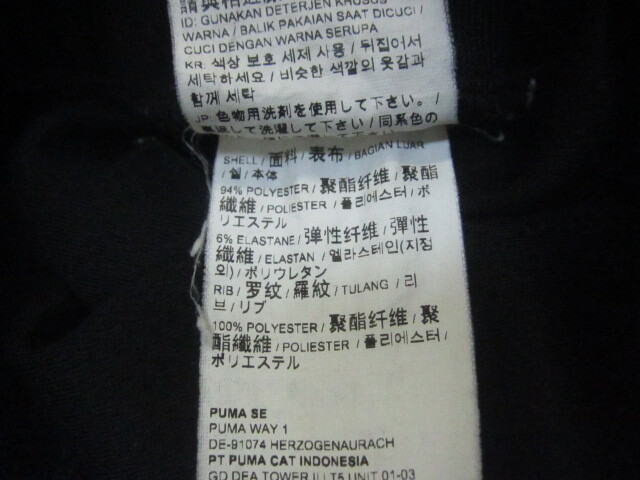 ID: GUNAKAN DETERJEN KHUSUS
WARNA / BALIK PAKAIAN SAAT DICUCI /
CUCI DENGAN WARNA SERUPA
KR: 색상 보호 세제 사용 / 뒤집어서
세탁하세요 / 비슷한 색깔의 옷감과
함께 세탁
JP: 色物用洗剤を使用して下さい。 /
裏返して洗濯して下さい / 同系色の
SHELL / 面料 / 表布 / BAGIAN LUAR
/ 쉘 / 本体
94% POLYESTER / 聚酯纤维 / 聚酯
纖維 / POLIESTER / 폴리에스터 / ポ
リエステル
6% ELASTANE / 弹性纤维 / 彈性
纖維 / ELASTAN / 엘라스테인(지정
외) / ポリウレタン
RIB / 罗纹 / 羅紋 / TULANG / 리
브 / リブ
100% POLYESTER / 聚酯纤维 / 聚
酯纖維 / POLIESTER / 폴리에스터 /
ポリエステル
PUMA SE
PUMA WAY 1
DE-91074 HERZOGENAURACH
PT PUMA CAT INDONESIA
UNIT 01-03